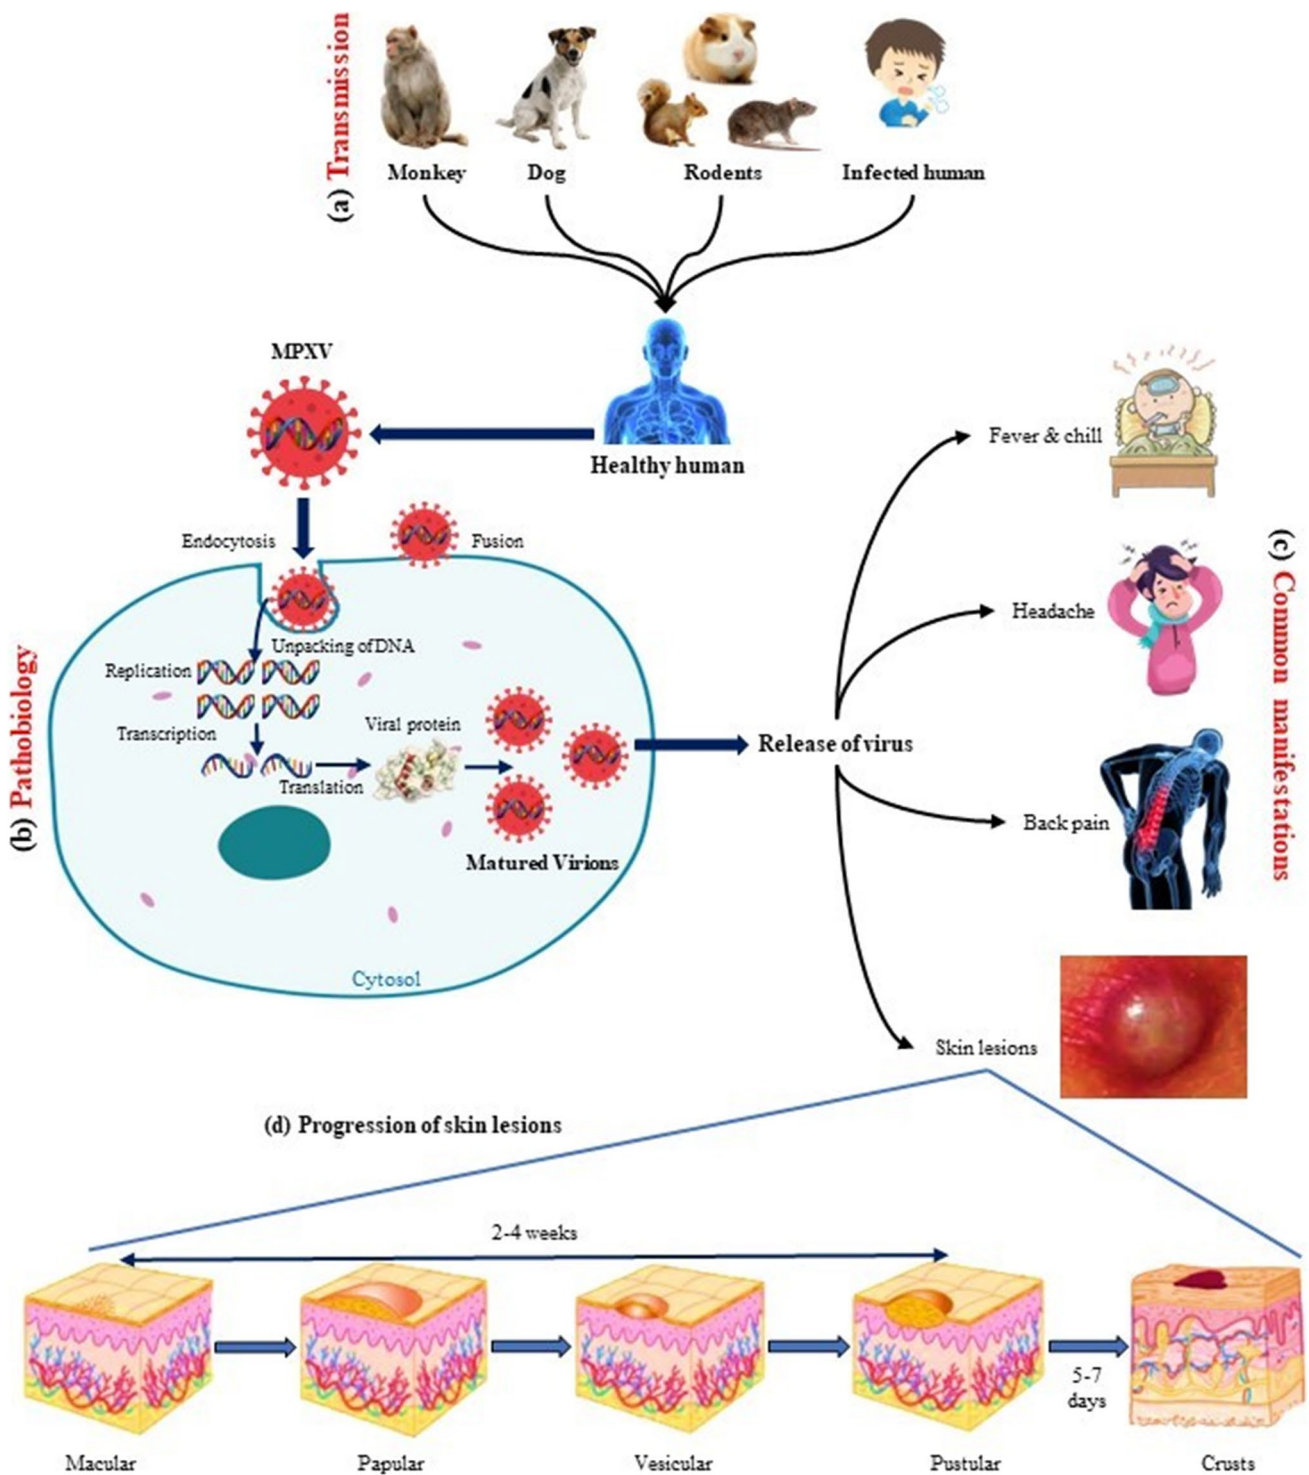 (a) Transmission
Monkey
Dog
Rodents
Infected human
MPXV
Healthy human
Endocytosis
Fusion
Unpacking of DNA
Replication
Transcription
Viral protein
Translation
Matured Virions
Cytosol
(b) Pathobiology
Release of virus
Fever & chill
Headache
Back pain
Skin lesions
(c) Common manifestations
(d) Progression of skin lesions
2-4 weeks
5-7
days
Macular
Papular
Vesicular
Pustular
Crusts